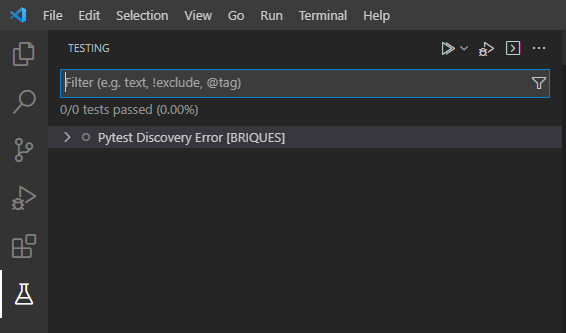 File Edit Selection View Go Run Terminal Help
TESTING
Filter (e.g. text, !exclude, @tag)
0/0 tests passed (0.00%)
Pytest Discovery Error [BRIQUES]